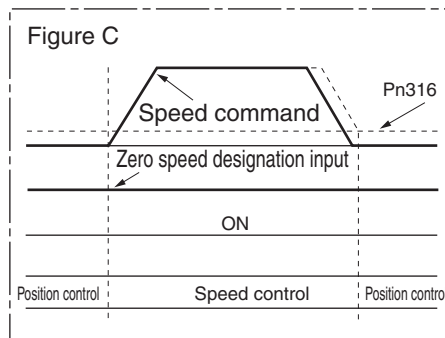 Figure C
Pn316
Speed command
Zero speed designation input
ON
Position control
Speed control
Position contro